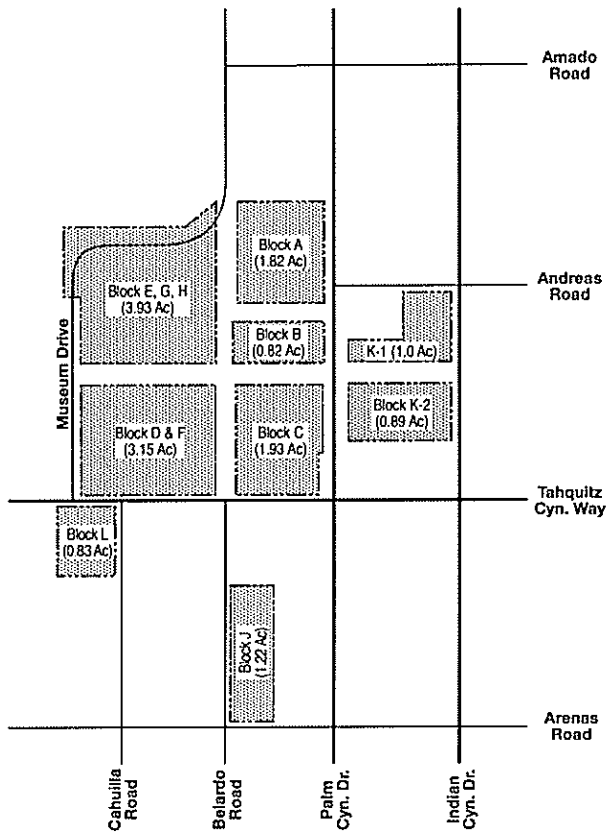 Amado
Road
Block A
(1.82 Ac)
Andreas
Road
Block E, G, H
(3.93 Ac)
Block B
(0.82 Ac)
K-1 (1.0 Ac)
Museum Drive
Block D & F
(3.15 Ac)
Block C
(1.93 Ac)
Block K-2
(0.89 Ac)
Tahquitz
Cyn. Way
Block L
(0.83 Ac)
Block J
(1.22 Ac)
Arenas
Road
Cahuilla
Road
Belardo
Road
Palm
Cyn. Dr.
Indian
Cyn. Dr.